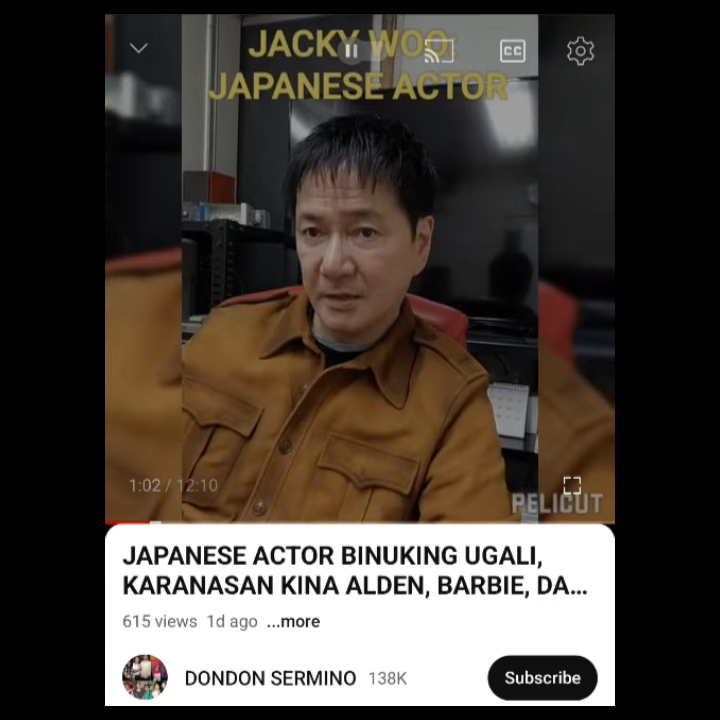 JACKY WOO:
JAPANESE ACTOR
CC
1:02 / 12:10
PELICUT
JAPANESE ACTOR BINUKING UGALI,
KARANASAN KINA ALDEN, BARBIE, DA...
615 views 1d ago ...more
DONDON SERMINO 138K
Subscribe